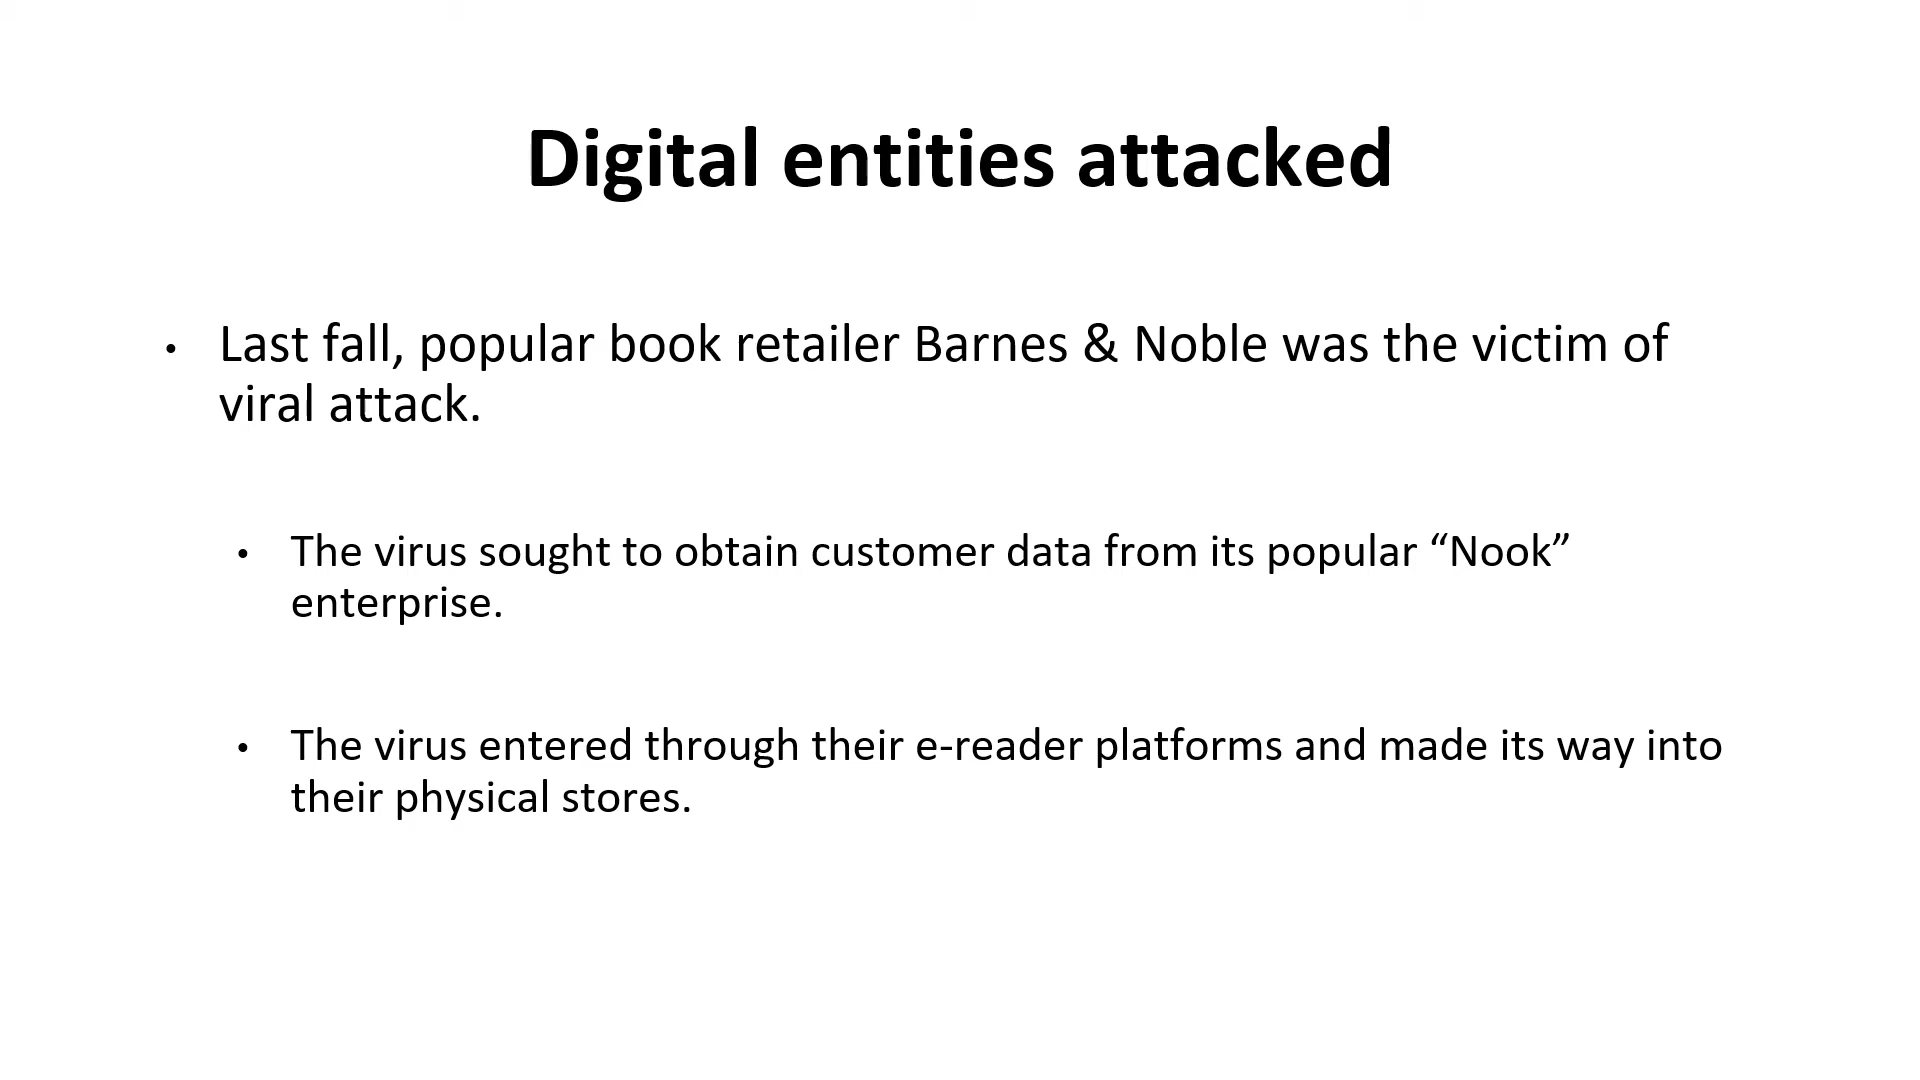 Digital entities attacked
• Last fall, popular book retailer Barnes & Noble was the victim of
viral attack.
• The virus sought to obtain customer data from its popular “Nook”
enterprise.
• The virus entered through their e-reader platforms and made its way into
their physical stores.